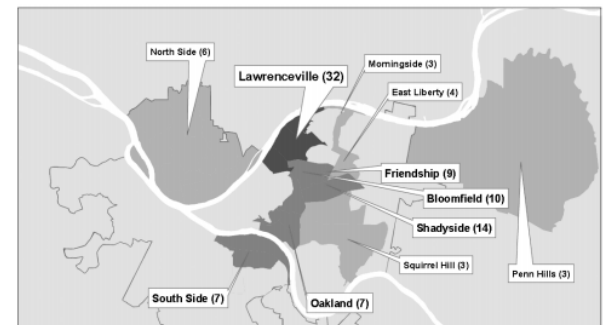 North Side (6)
Lawrenceville (32)
Morningside (3)
East Liberty (4)
Friendship (9)
Bloomfield (10)
Shadyside (14)
Squirrel Hill (3)
Penn Hills (3)
South Side (7)
Oakland (7)